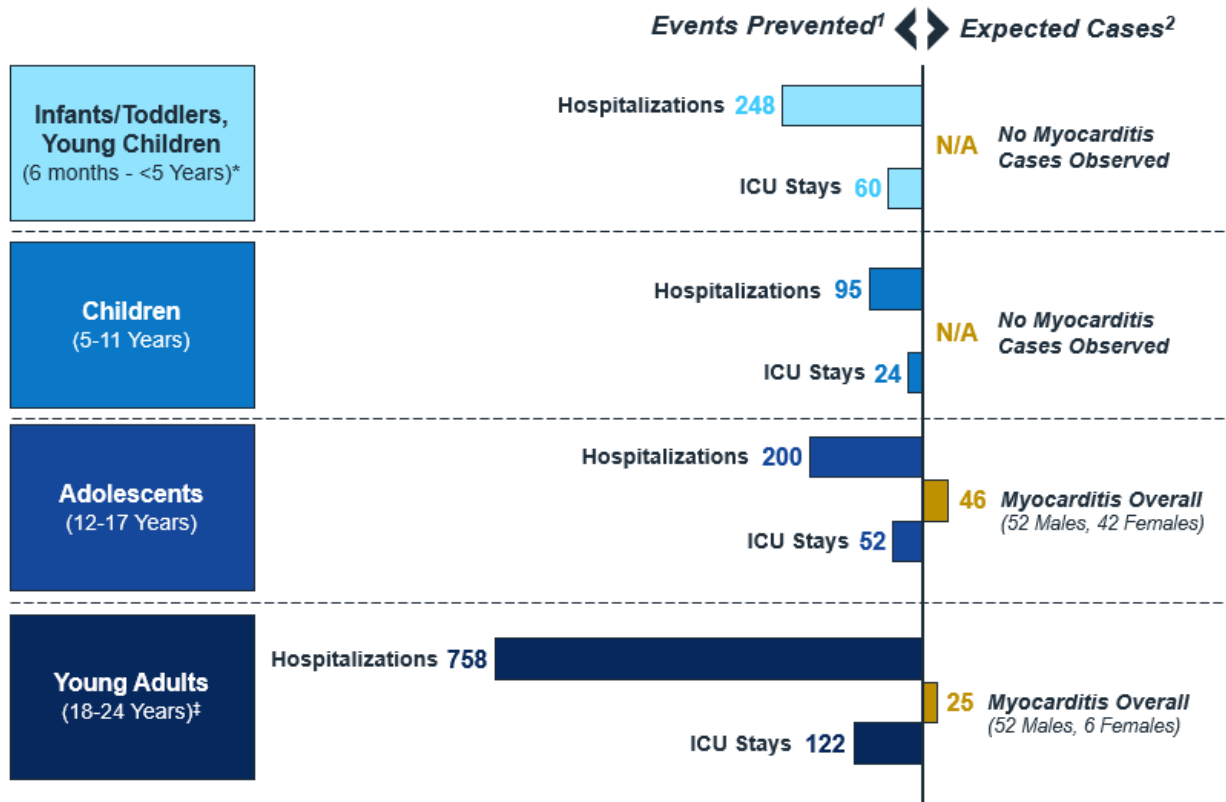 Events Prevented¹ Expected Cases²
Infants/Toddlers,
Young Children
(6 months - <5 Years)*
Hospitalizations 248
ICU Stays 60
N/A No Myocarditis
Cases Observed
Children
(5-11 Years)
Hospitalizations 95
ICU Stays 24
N/A No Myocarditis
Cases Observed
Adolescents
(12-17 Years)
Hospitalizations 200
ICU Stays 52
46 Myocarditis Overall
(52 Males, 42 Females)
Young Adults
(18-24 Years)‡
Hospitalizations 758
ICU Stays 122
25 Myocarditis Overall
(52 Males, 6 Females)